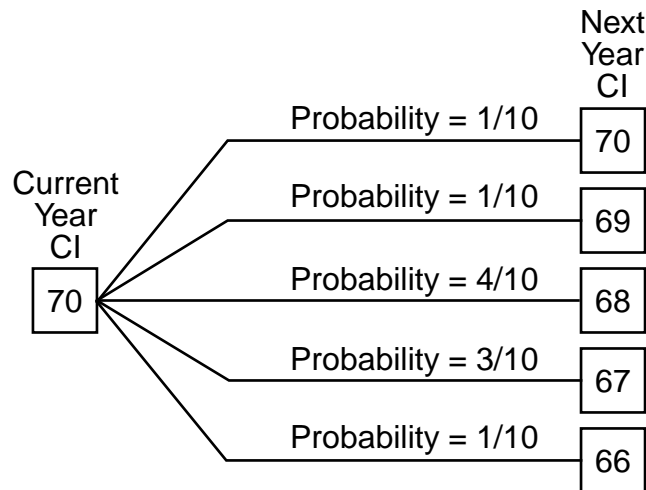 Next
Year
CI
Probability = 1/10
70
Current
Year
CI
70
Probability = 1/10
69
Probability = 4/10
68
Probability = 3/10
67
Probability = 1/10
66